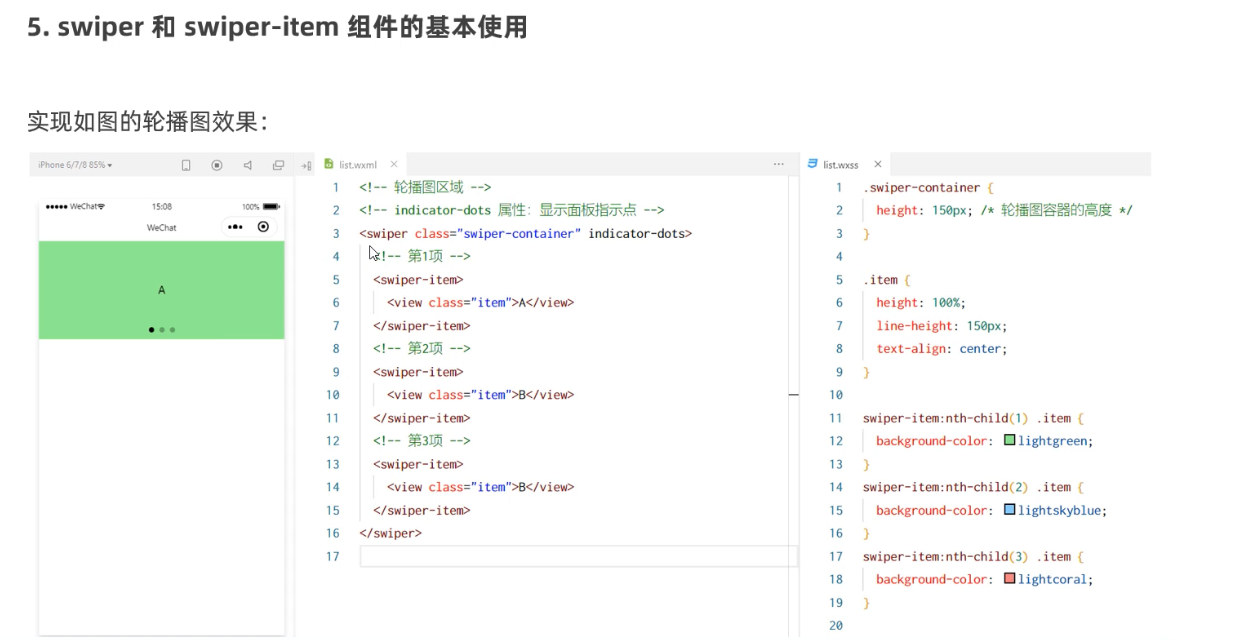 5. swiper 和 swiper-item 组件的基本使用
实现如图的轮播图效果：
iPhone 6/7/8 85%
WeChat
15:08
100%
WeChat
A
list.wxml
1 <!-- 轮播图区域 -->
2 <!-- indicator-dots 属性：显示面板指示点 -->
3 <swiper class="swiper-container" indicator-dots>
4 <!-- 第1项 -->
5 <swiper-item>
6 <view class="item">A</view>
7 </swiper-item>
8 <!-- 第2项 -->
9 <swiper-item>
10 <view class="item">B</view>
11 </swiper-item>
12 <!-- 第3项 -->
13 <swiper-item>
14 <view class="item">B</view>
15 </swiper-item>
16 </swiper>
17
list.wxss
1 .swiper-container {
2 height: 150px; /* 轮播图容器的高度 */
3 }
4
5 .item {
6 height: 100%;
7 line-height: 150px;
8 text-align: center;
9 }
10
11 swiper-item:nth-child(1) .item {
12 background-color: lightgreen;
13 }
14 swiper-item:nth-child(2) .item {
15 background-color: lightskyblue;
16 }
17 swiper-item:nth-child(3) .item {
18 background-color: lightcoral;
19 }
20